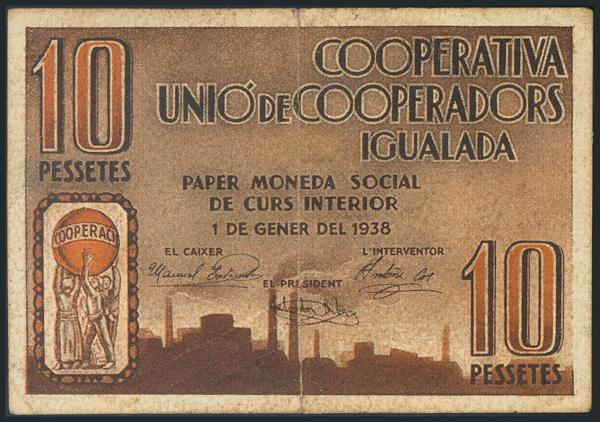 10
PESSETES
COOPERATIVA
UNIÓ DE COOPERADORS
IGUALADA
PAPER MONEDA SOCIAL
DE CURS INTERIOR
1 DE GENER DEL 1938
COOPERACI
EL CAIXER
L'INTERVENTOR
EL PRESIDENT
10
PESSETES